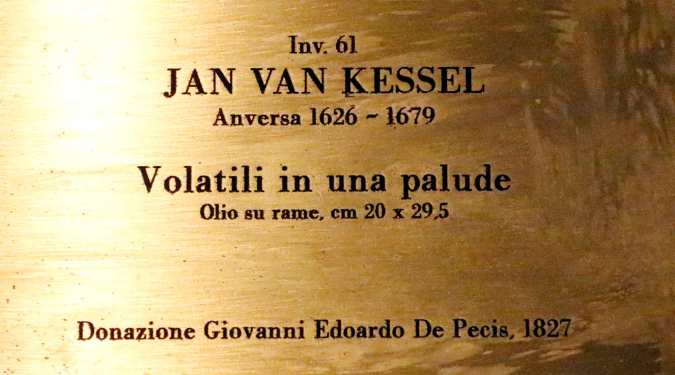 Inv. 61
JAN VAN KESSEL
Anversa 1626 ~ 1679
Volatili in una palude
Olio su rame, cm 20 x 29,5
Donazione Giovanni Edoardo De Pecis, 1827